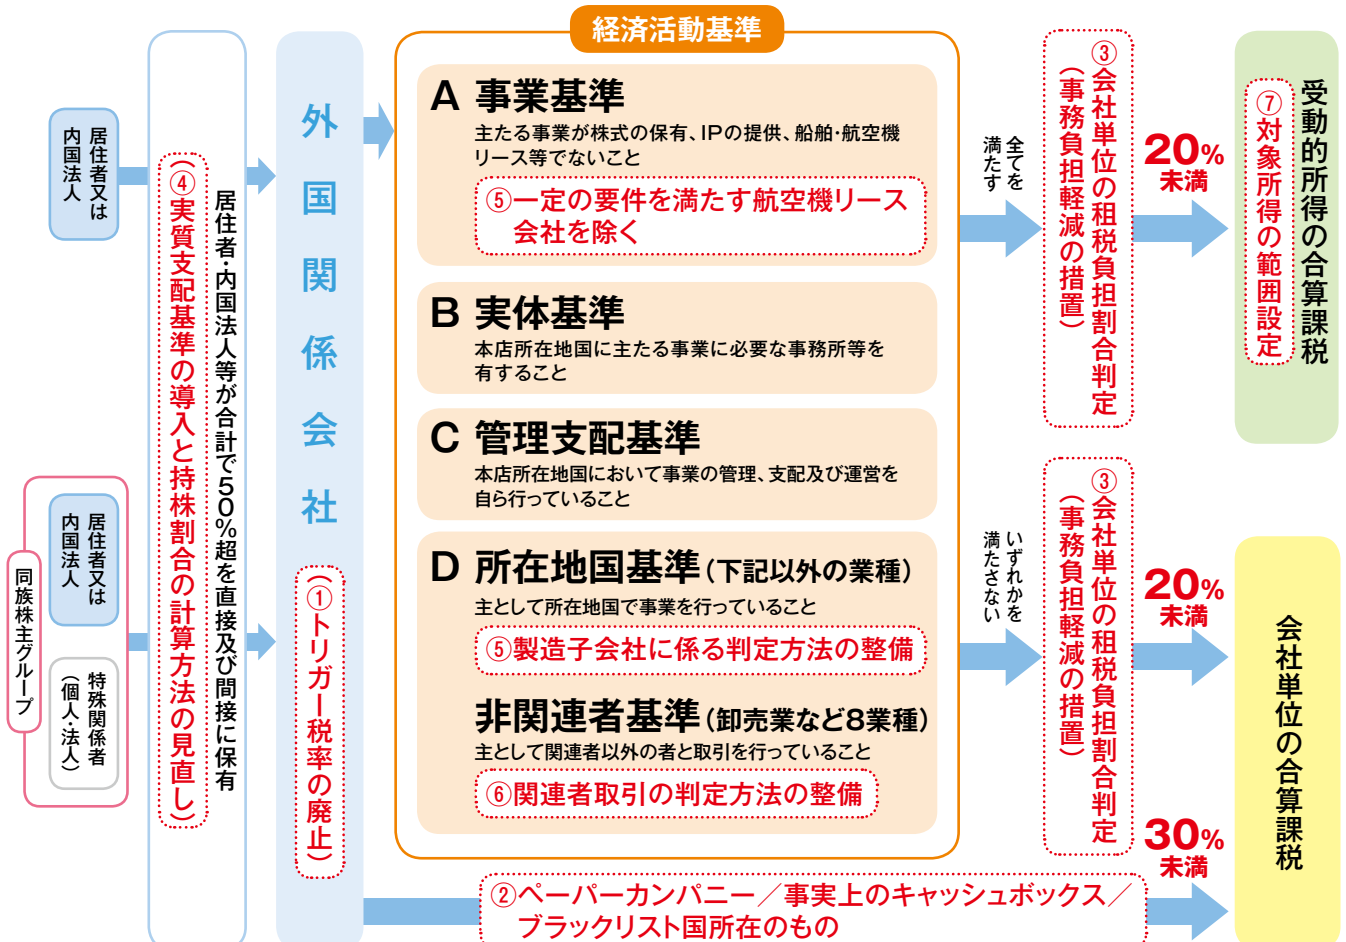 居住者又は
内国法人
同族株主グループ
居住者又は
内国法人
特殊関係者
（個人・法人）
居住者・内国法人等が合計で50％超を直接及び間接に保有
（④実質支配基準の導入と持株割合の計算方法の見直し）
外国関係会社
（①トリガー税率の廃止）
経済活動基準
A 事業基準
主たる事業が株式の保有、IPの提供、船舶・航空機
リース等でないこと
⑤一定の要件を満たす航空機リース
会社を除く
B 実体基準
本店所在地国に主たる事業に必要な事務所等を
有すること
C 管理支配基準
本店所在地国において事業の管理、支配及び運営を
自ら行っていること
D 所在地国基準（下記以外の業種）
主として所在地国で事業を行っていること
⑤製造子会社に係る判定方法の整備
非関連者基準（卸売業など8業種）
主として関連者以外の者と取引を行っていること
⑥関連者取引の判定方法の整備
②ペーパーカンパニー／事実上のキャッシュボックス／
ブラックリスト国所在のもの
全てを
満たす
③会社単位の租税負担割合判定
（事務負担軽減の措置）
20%
未満
受動的所得の合算課税
⑦対象所得の範囲設定
いずれかを
満たさない
③会社単位の租税負担割合判定
（事務負担軽減の措置）
20%
未満
30%
未満
会社単位の合算課税